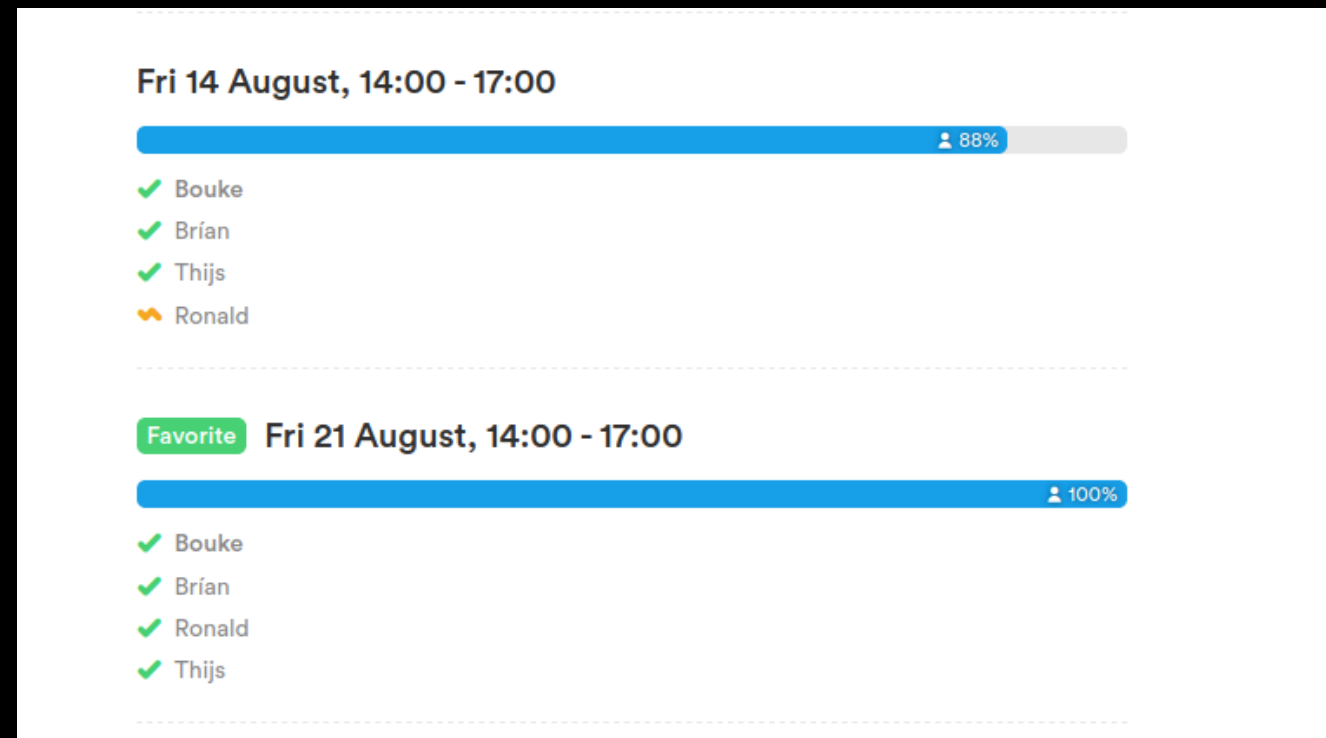 Fri 14 August, 14:00 - 17:00
88%
Bouke
Brían
Thijs
Ronald
Favorite Fri 21 August, 14:00 - 17:00
100%
Bouke
Brían
Ronald
Thijs